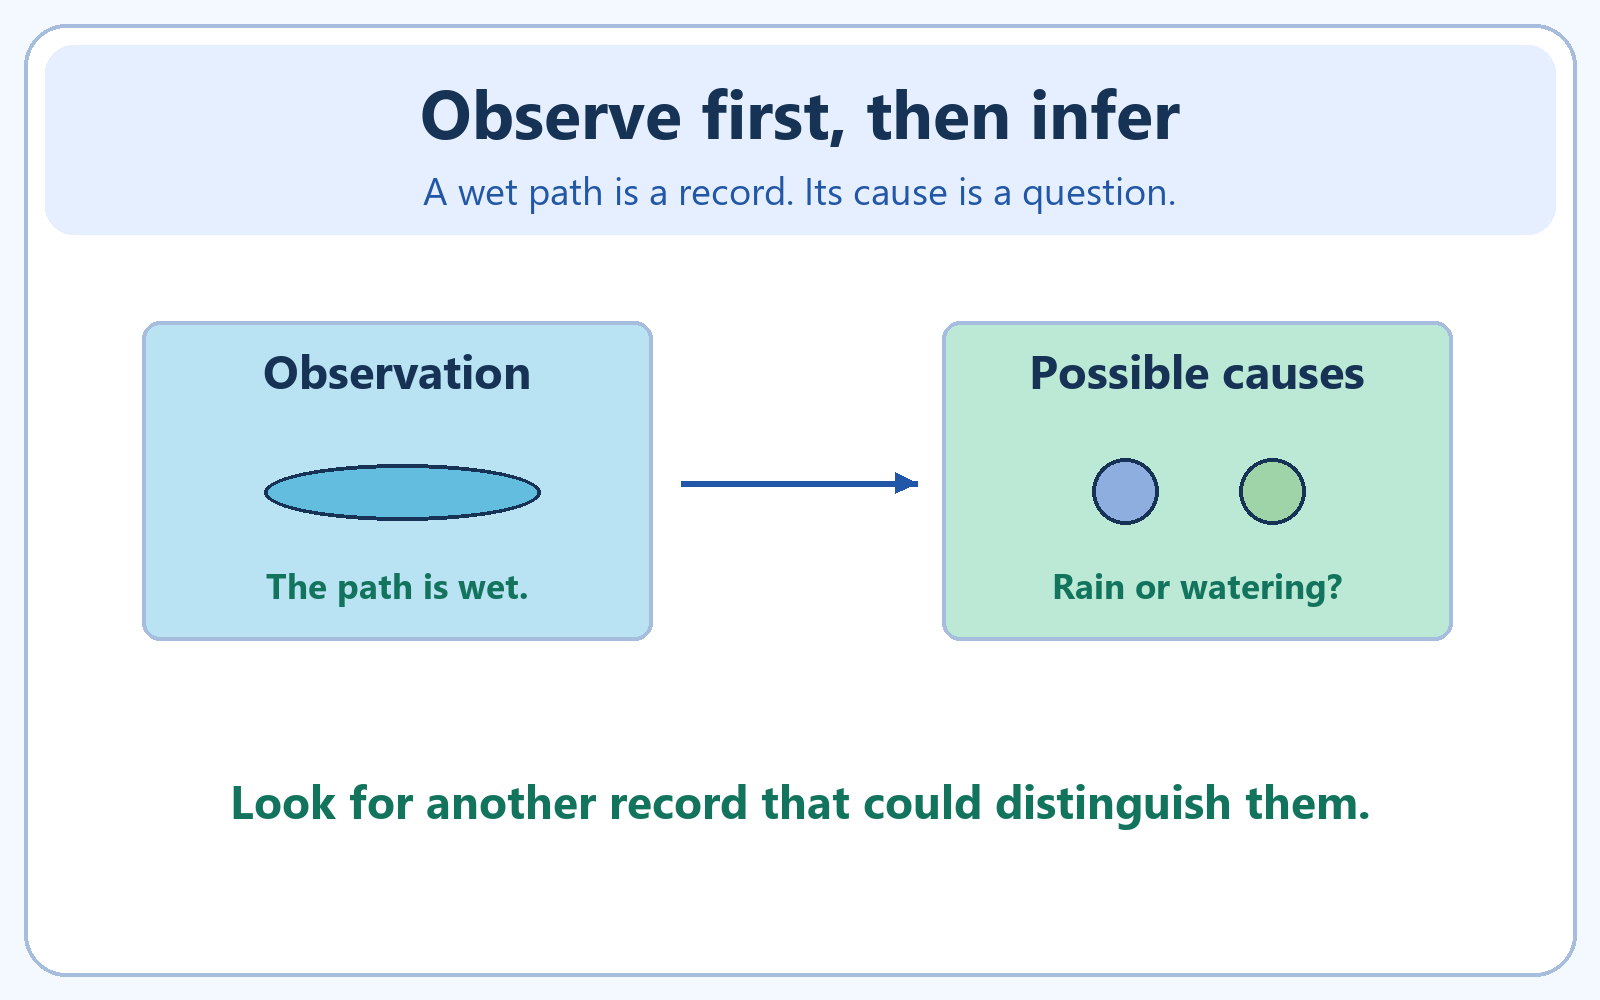 Observe first, then infer
A wet path is a record. Its cause is a question.
Observation
The path is wet.
Possible causes
Rain or watering?
Look for another record that could distinguish them.